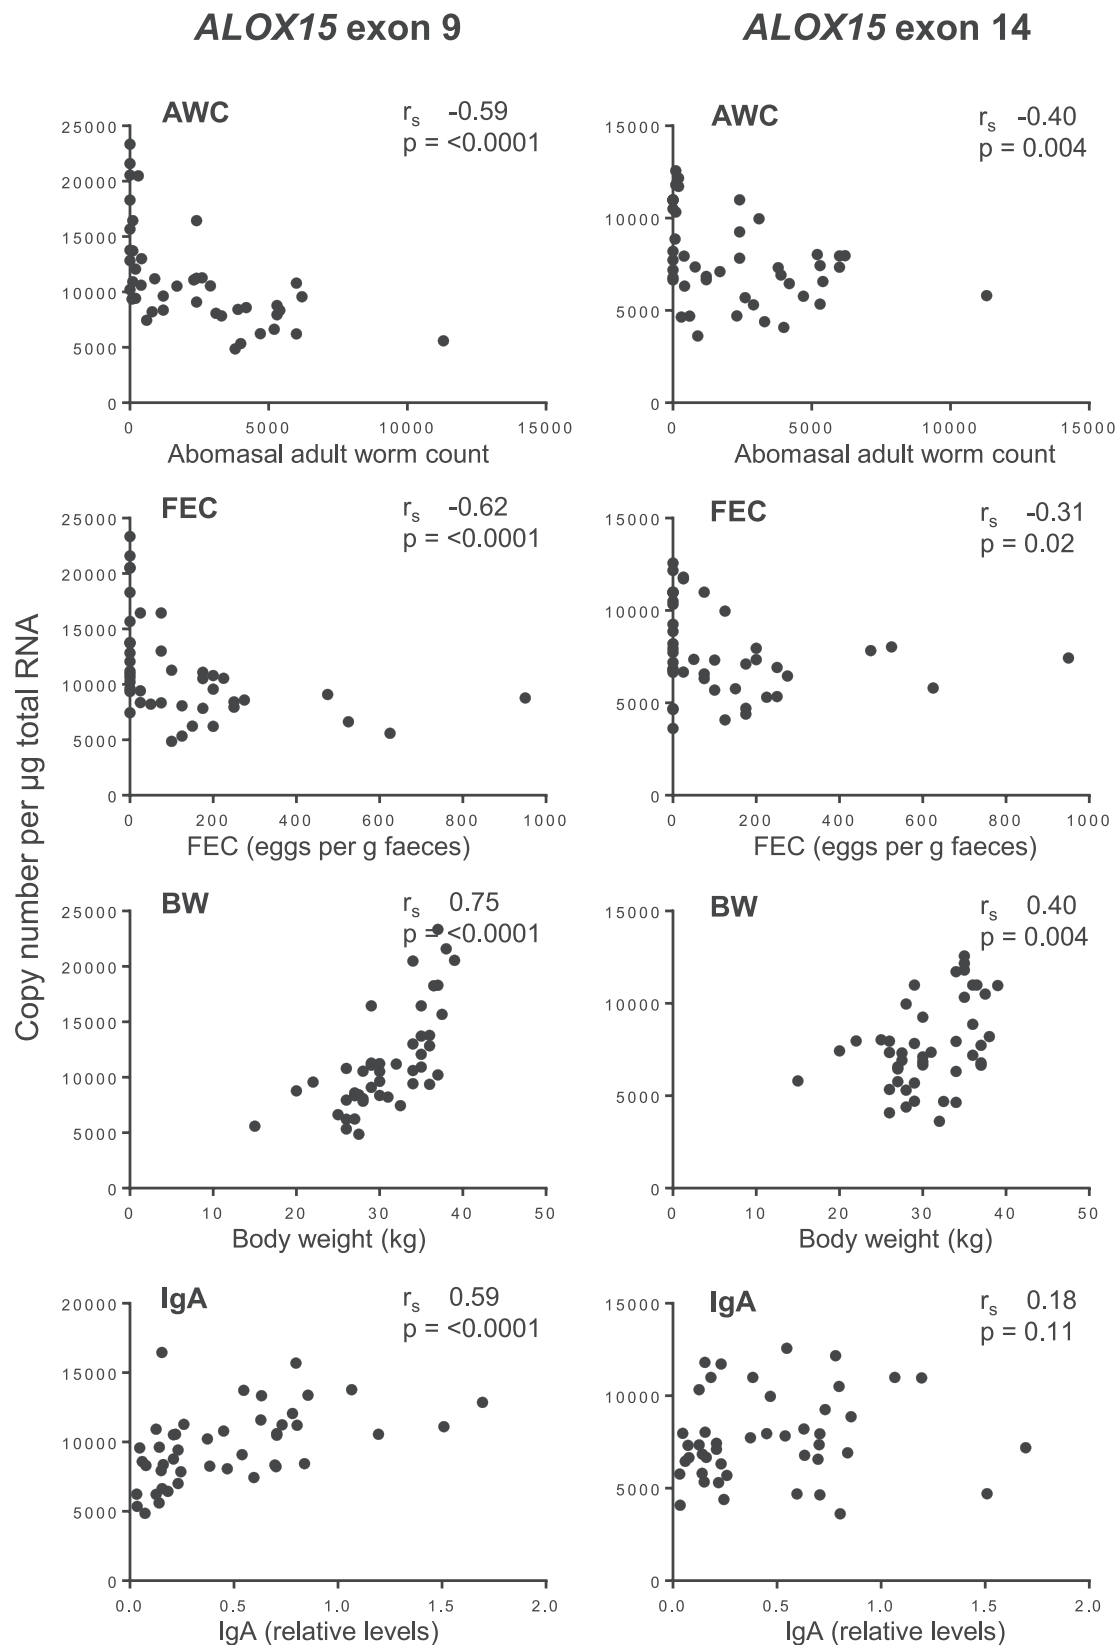 ALOX15 exon 9
ALOX15 exon 14
Copy number per µg total RNA
AWC
rs -0.59
p = <0.0001
25000
20000
15000
10000
5000
0
0 5000 10000 15000
Abomasal adult worm count
AWC
rs -0.40
p = 0.004
15000
10000
5000
0
0 5000 10000 15000
Abomasal adult worm count
FEC
rs -0.62
p = <0.0001
25000
20000
15000
10000
5000
0
0 200 400 600 800 1000
FEC (eggs per g faeces)
FEC
rs -0.31
p = 0.02
15000
10000
5000
0
0 200 400 600 800 1000
FEC (eggs per g faeces)
BW
rs 0.75
p = <0.0001
25000
20000
15000
10000
5000
0
0 10 20 30 40 50
Body weight (kg)
BW
rs 0.40
p = 0.004
15000
10000
5000
0
0 10 20 30 40 50
Body weight (kg)
IgA
rs 0.59
p = <0.0001
20000
15000
10000
5000
0
0.0 0.5 1.0 1.5 2.0
IgA (relative levels)
IgA
rs 0.18
p = 0.11
15000
10000
5000
0
0.0 0.5 1.0 1.5 2.0
IgA (relative levels)